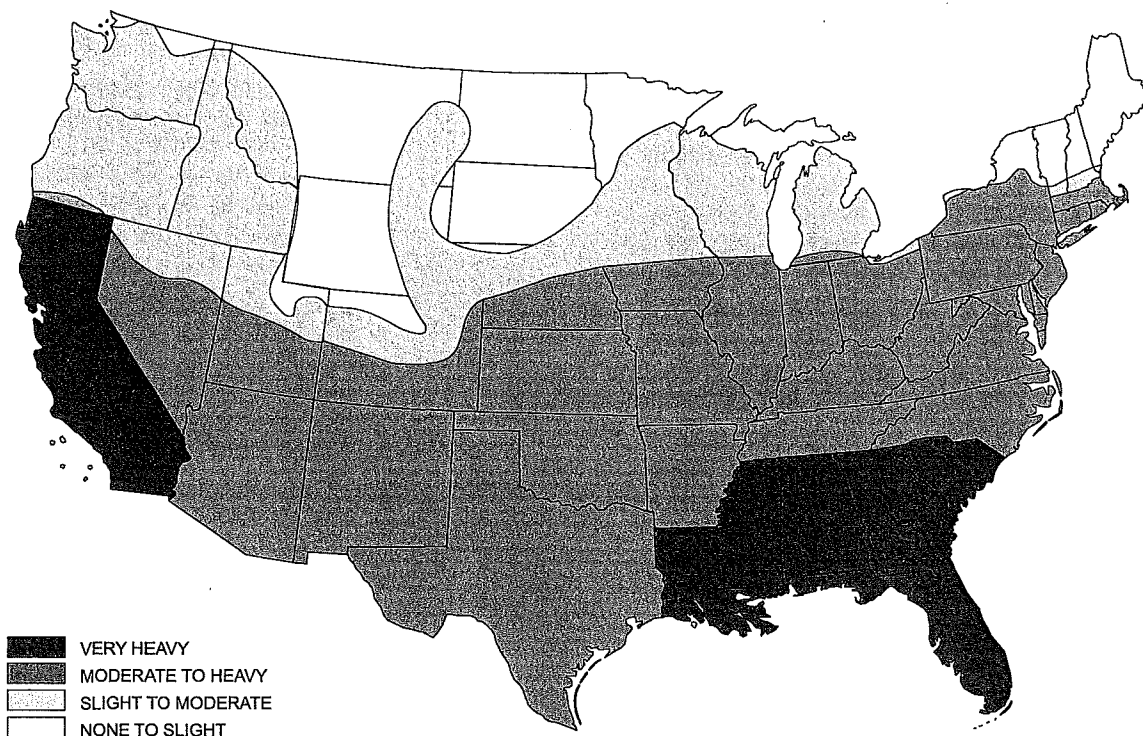 VERY HEAVY
MODERATE TO HEAVY
SLIGHT TO MODERATE
NONE TO SLIGHT